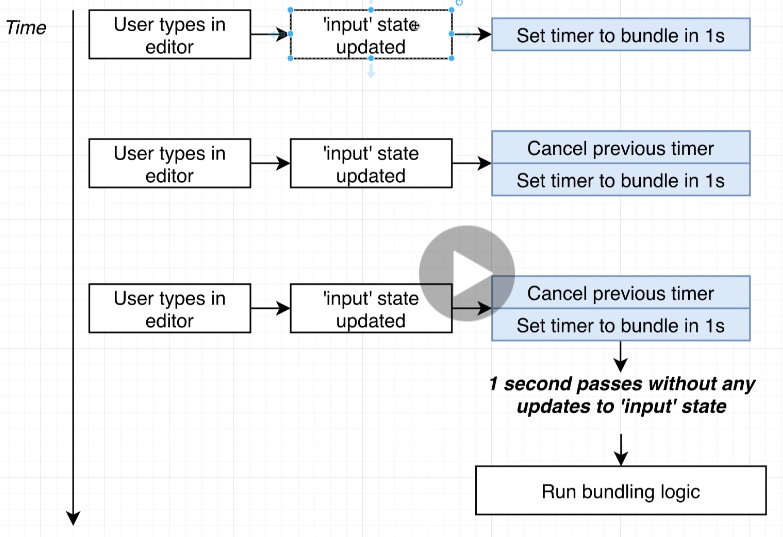 Time
User types in
editor
'input' state
updated
Set timer to bundle in 1s
User types in
editor
'input' state
updated
Cancel previous timer
Set timer to bundle in 1s
User types in
editor
'input' state
updated
Cancel previous timer
Set timer to bundle in 1s
1 second passes without any
updates to 'input' state
Run bundling logic